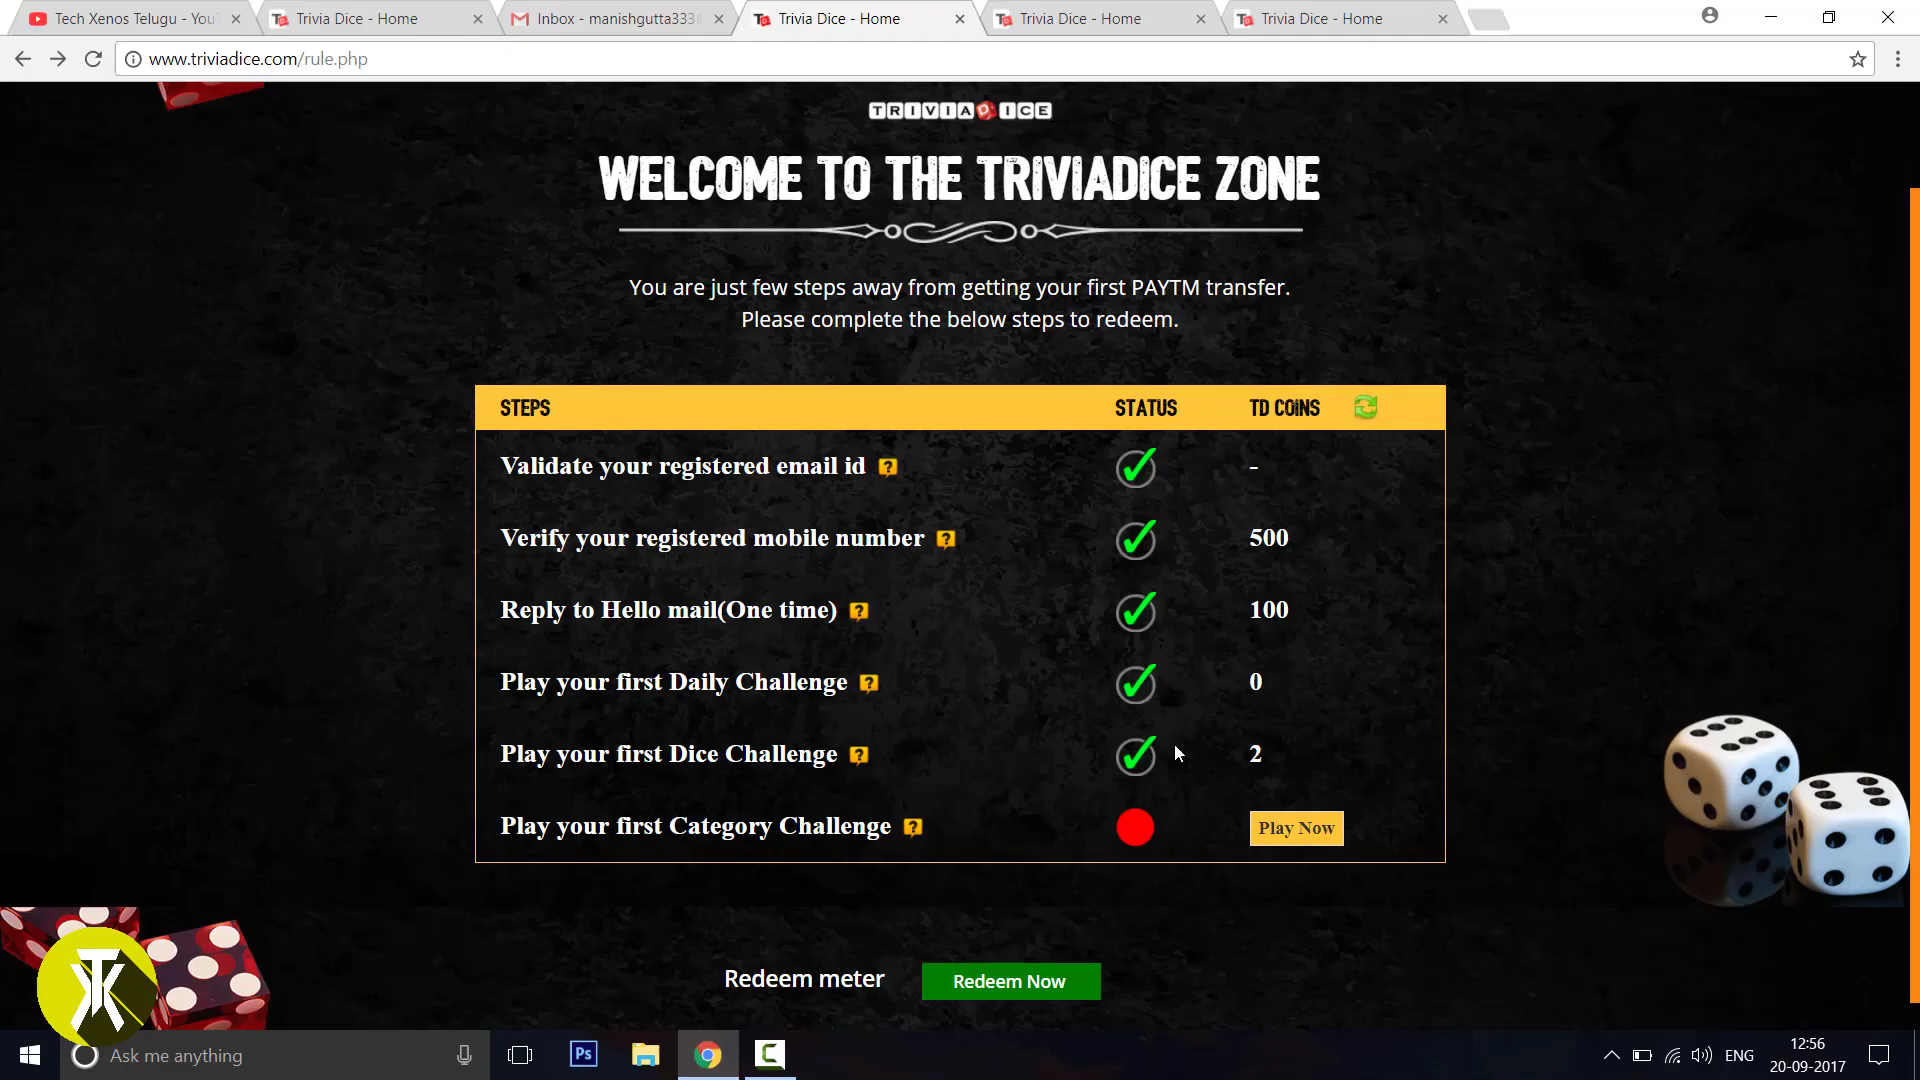 Tech Xenos Telugu - You
Trivia Dice - Home
Inbox - manishgutta333
Trivia Dice - Home
Trivia Dice - Home
Trivia Dice - Home
www.triviadice.com/rule.php
TRIVIADICE
WELCOME TO THE TRIVIADICE ZONE
You are just few steps away from getting your first PAYTM transfer.
Please complete the below steps to redeem.
STEPS STATUS TD COINS
Validate your registered email id ? -
Verify your registered mobile number ? 500
Reply to Hello mail(One time) ? 100
Play your first Daily Challenge ? 0
Play your first Dice Challenge ? 2
Play your first Category Challenge ? Play Now
Redeem meter Redeem Now
Ask me anything
Ps
ENG
12:56
20-09-2017